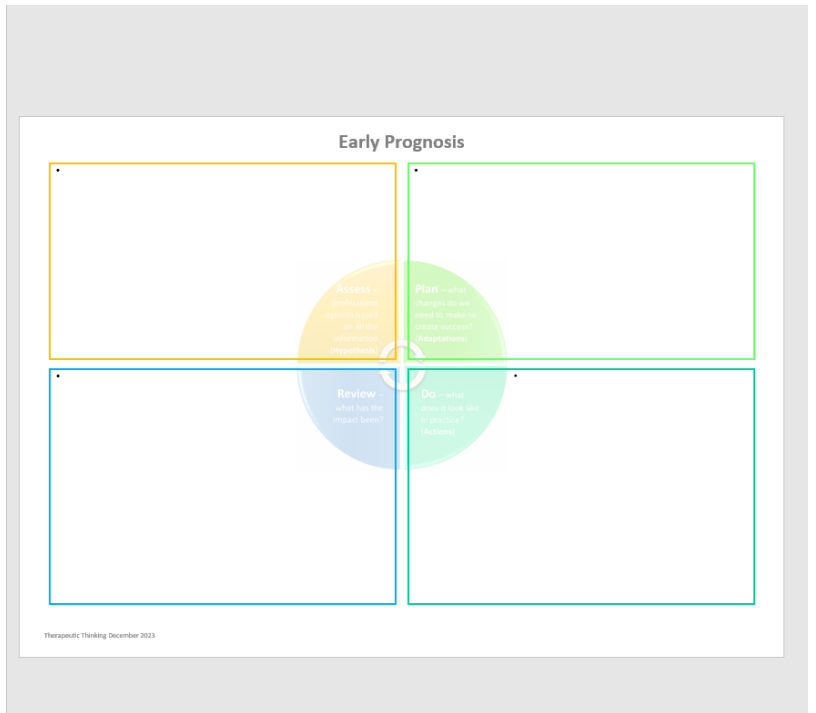 Early Prognosis
•
•
Assess –
professional
opinion based
on all the
information
(Hypothesis)
Plan – what
changes do we
need to make to
create success?
(Adaptations)
•
•
Review –
what has the
impact been?
Do – what
does it look like
in practice?
(Actions)
Therapeutic Thinking December 2023